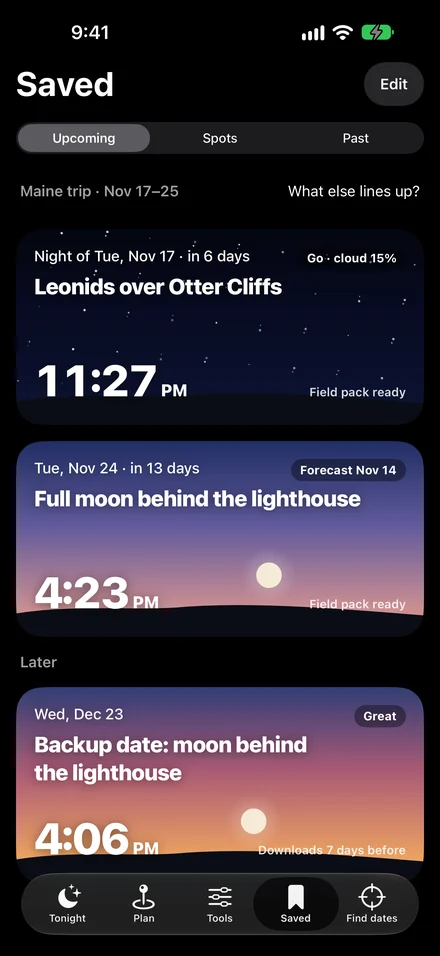 9:41
Saved
Edit
Upcoming
Spots
Past
Maine trip · Nov 17–25
What else lines up?
Night of Tue, Nov 17 · in 6 days
Go · cloud 15%
Leonids over Otter Cliffs
11:27 PM
Field pack ready
Tue, Nov 24 · in 13 days
Forecast Nov 14
Full moon behind the lighthouse
4:23 PM
Field pack ready
Later
Wed, Dec 23
Great
Backup date: moon behind
the lighthouse
4:06 PM
Downloads 7 days before
Tonight
Plan
Tools
Saved
Find dates